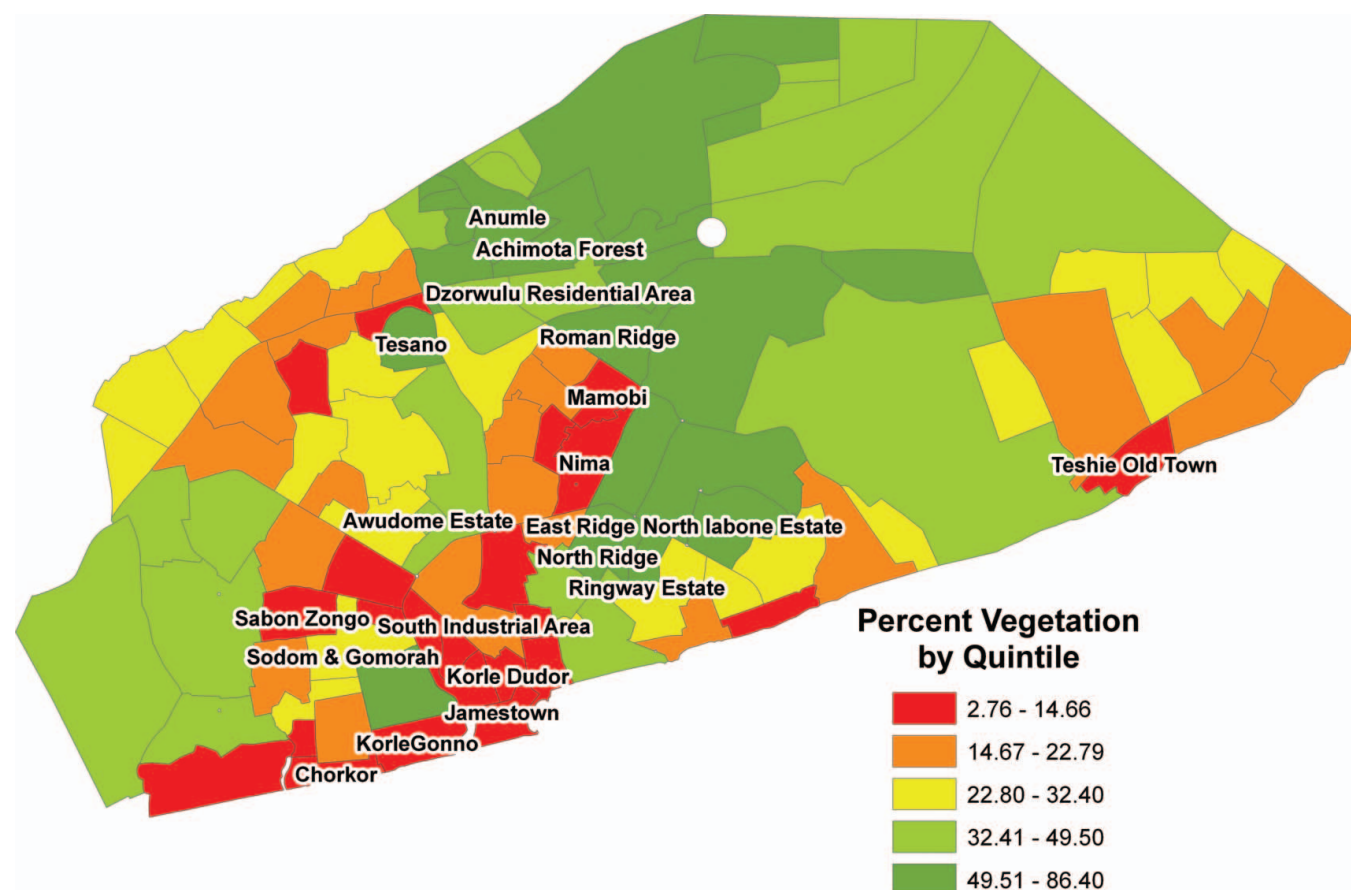 Anumle
Achimota Forest
Dzorwulu Residential Area
Roman Ridge
Tesano
Mamobi
Nima
Teshie Old Town
Awudome Estate
East Ridge
North labone Estate
North Ridge
Ringway Estate
Sabon Zongo
South Industrial Area
Sodom & Gomorah
Korle Dudor
Jamestown
KorleGonno
Chorkor
Percent Vegetation
by Quintile
2.76 - 14.66
14.67 - 22.79
22.80 - 32.40
32.41 - 49.50
49.51 - 86.40